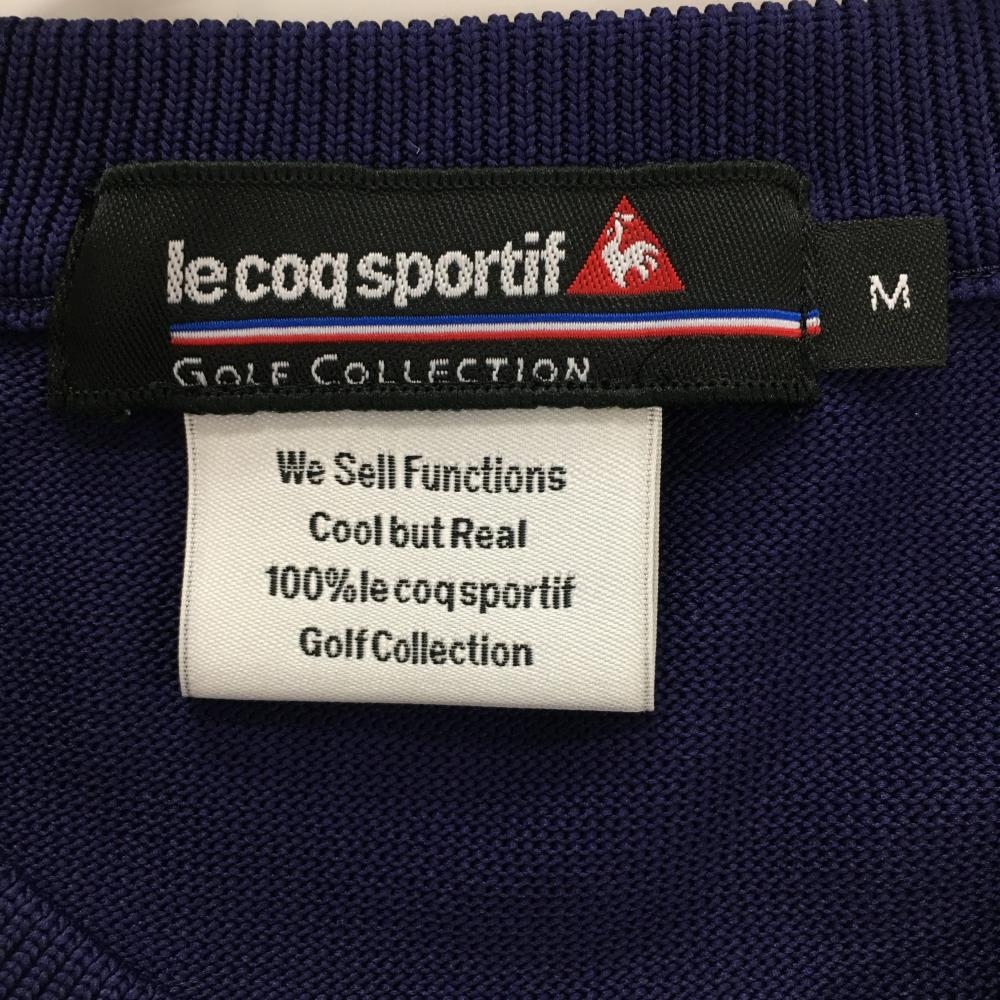 le coq sportif
GOLF COLLECTION
M
We Sell Functions
Cool but Real
100% le coq sportif
Golf Collection